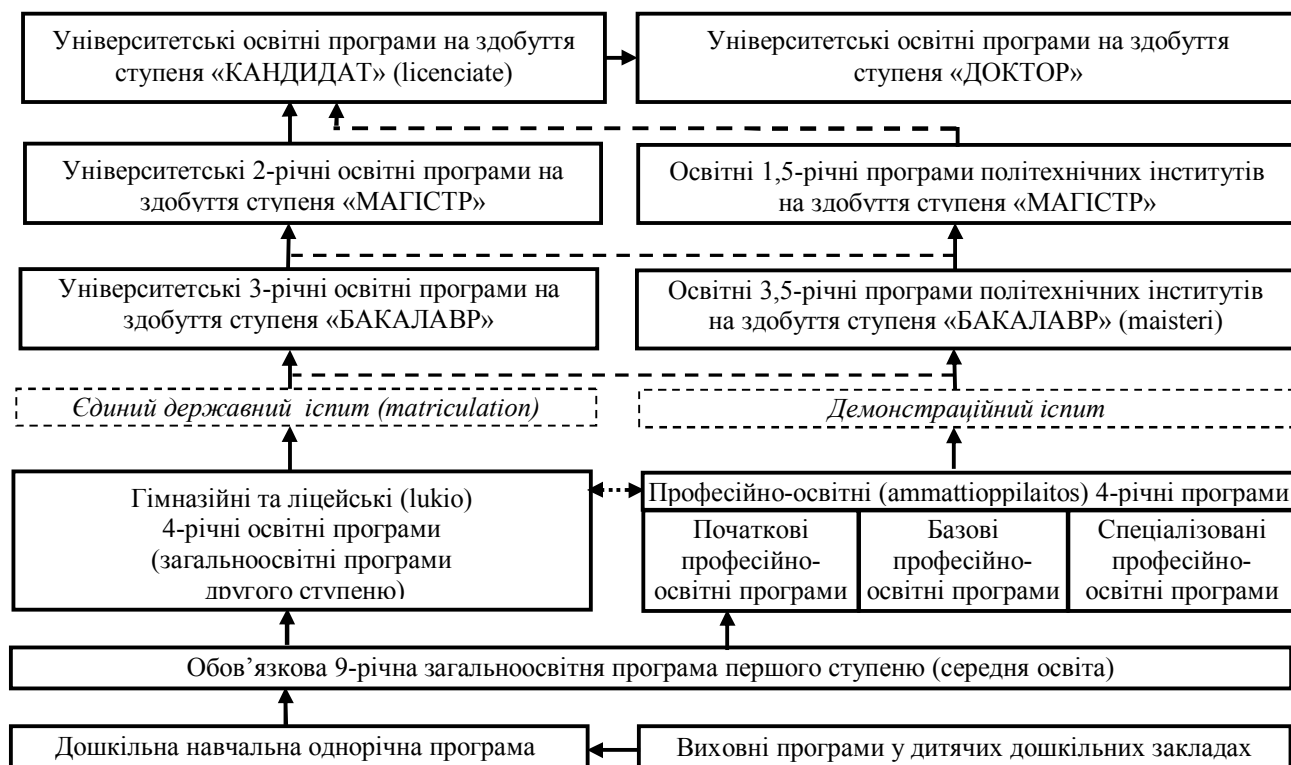 Університетські освітні програми на здобуття
ступеня «КАНДИДАТ» (licenciate)
Університетські освітні програми на здобуття
ступеня «ДОКТОР»
Університетські 2-річні освітні програми на
здобуття ступеня «МАГІСТР»
Освітні 1,5-річні програми політехнічних інститутів
на здобуття ступеня «МАГІСТР»
Університетські 3-річні освітні програми на
здобуття ступеня «БАКАЛАВР»
Освітні 3,5-річні програми політехнічних інститутів
на здобуття ступеня «БАКАЛАВР» (maisteri)
Єдиний державний іспит (matriculation)
Демонстраційний іспит
Гімназійні та ліцейські (lukio)
4-річні освітні програми
(загальноосвітні програми
другого ступеню)
Професійно-освітні (ammattioppilaitos) 4-річні програми
Початкові
професійно-
освітні програми
Базові
професійно-
освітні програми
Спеціалізовані
професійно-
освітні програми
Обов’язкова 9-річна загальноосвітня програма першого ступеню (середня освіта)
Дошкільна навчальна однорічна програма
Виховні програми у дитячих дошкільних закладах